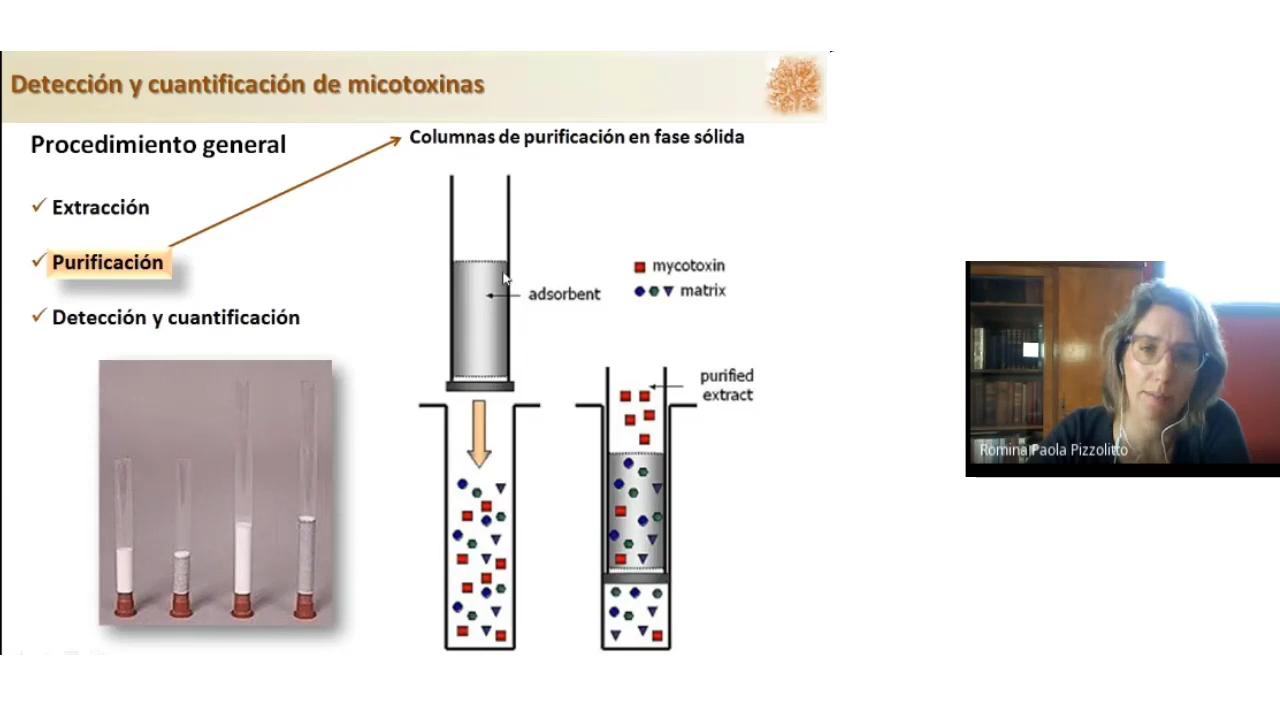 Detección y cuantificación de micotoxinas
Procedimiento general
Columnas de purificación en fase sólida
✓ Extracción
✓ Purificación
✓ Detección y cuantificación
adsorbent
mycotoxin
matrix
purified
extract
Romina Paola Pizzolitto